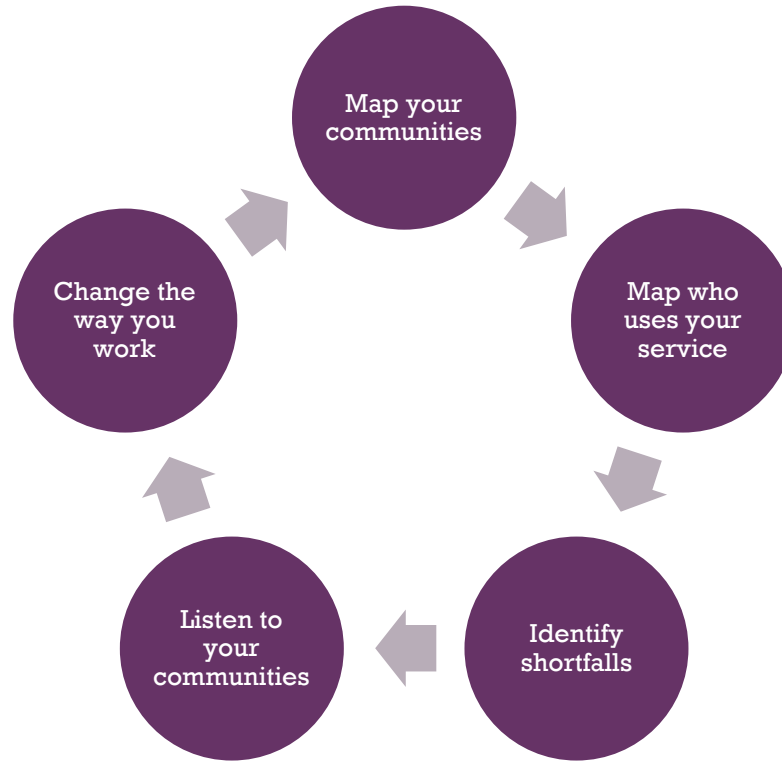 Map your
communities
Map who
uses your
service
Identify
shortfalls
Listen to
your
communities
Change the
way you
work